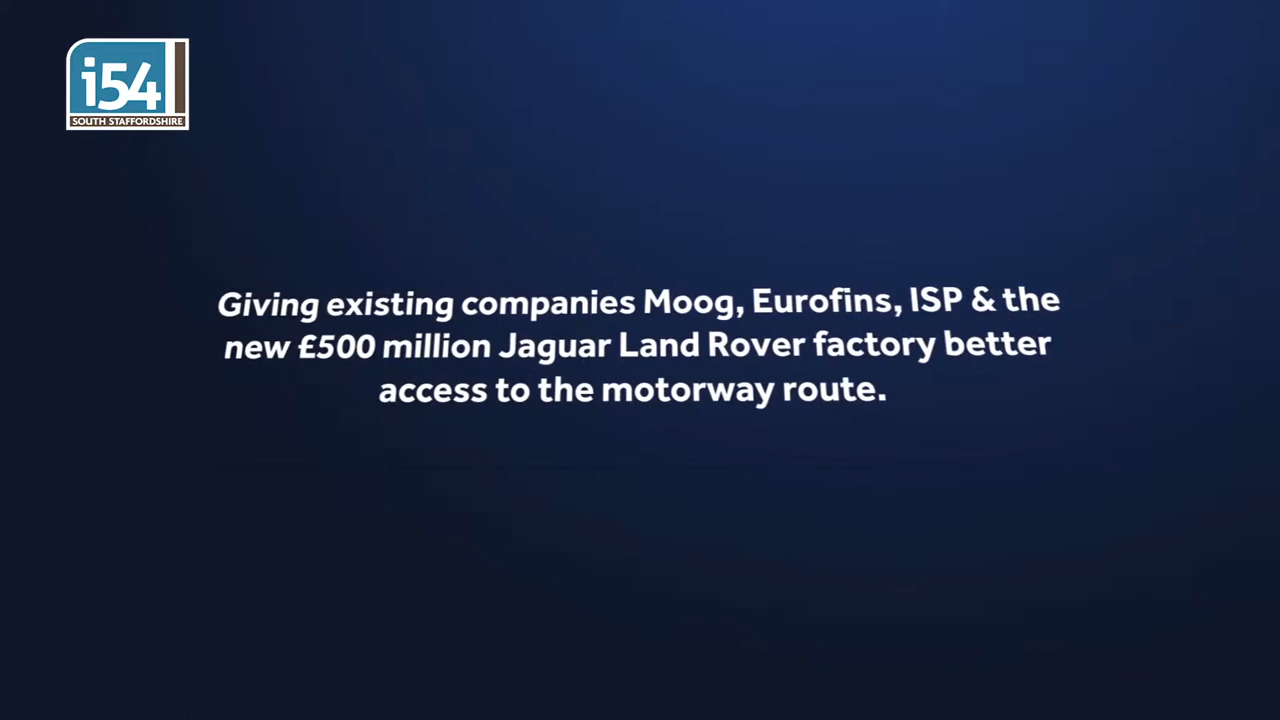 i54
SOUTH STAFFORDSHIRE
Giving existing companies Moog, Eurofins, ISP & the
new £500 million Jaguar Land Rover factory better
access to the motorway route.